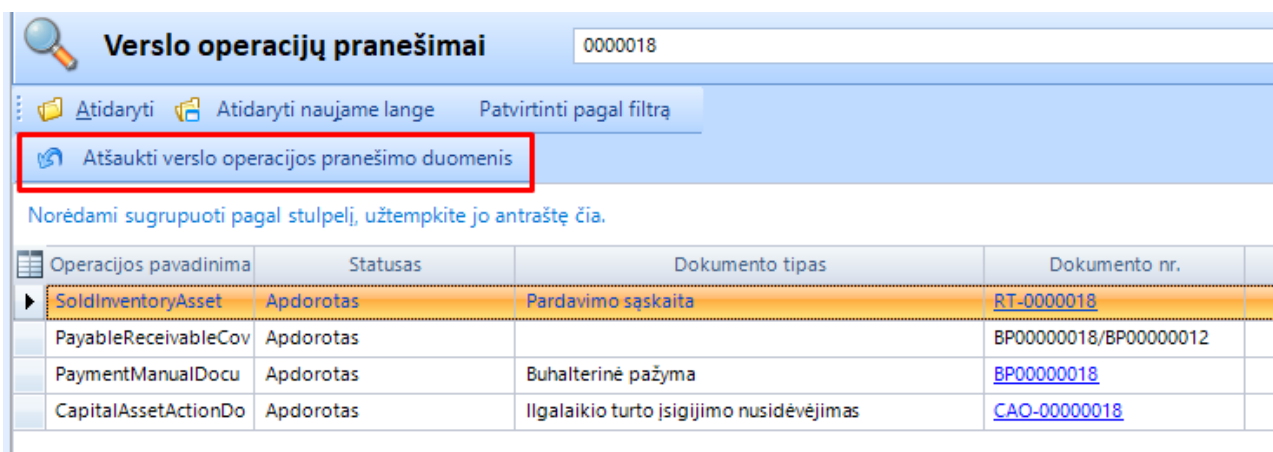 Verslo operacijų pranešimai 0000018
Atidaryti Atidaryti naujame lange Patvirtinti pagal filtrą
Atšaukti verslo operacijos pranešimo duomenis
Norėdami sugrupuoti pagal stulpelį, užtempkite jo antraštę čia.
Operacijos pavadinima Statusas Dokumento tipas Dokumento nr.
SoldInventoryAsset Apdorotas Pardavimo sąskaita RT-0000018
PayableReceivableCov Apdorotas BP00000018/BP00000012
PaymentManualDocu Apdorotas Buhalterinė pažyma BP00000018
CapitalAssetActionDo Apdorotas Ilgalaikio turto įsigijimo nusidėvėjimas CAO-00000018